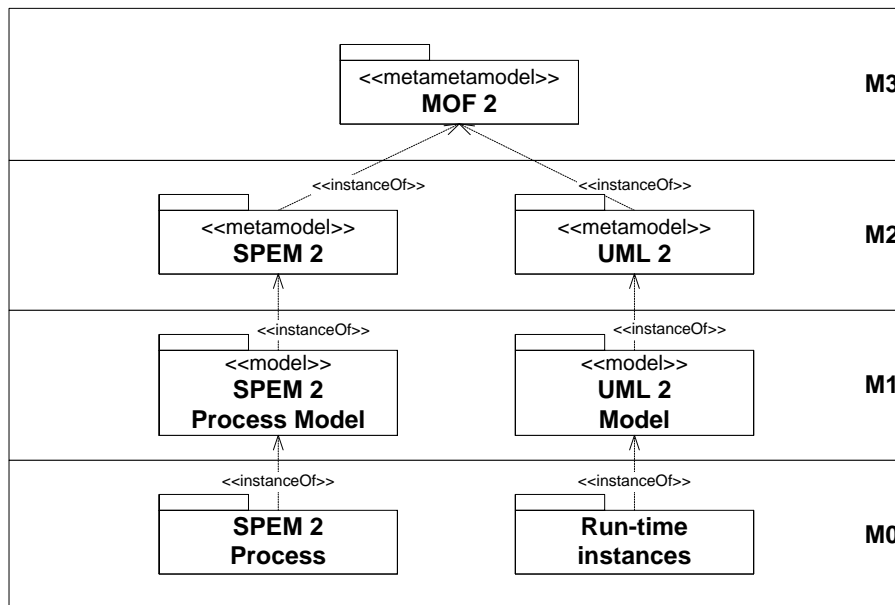 <<metametamodel>>
MOF 2
M3
<<instanceOf>>
<<instanceOf>>
<<metamodel>>
SPEM 2
<<metamodel>>
UML 2
M2
<<instanceOf>>
<<instanceOf>>
<<model>>
SPEM 2
Process Model
<<model>>
UML 2
Model
M1
<<instanceOf>>
<<instanceOf>>
SPEM 2
Process
Run-time
instances
M0